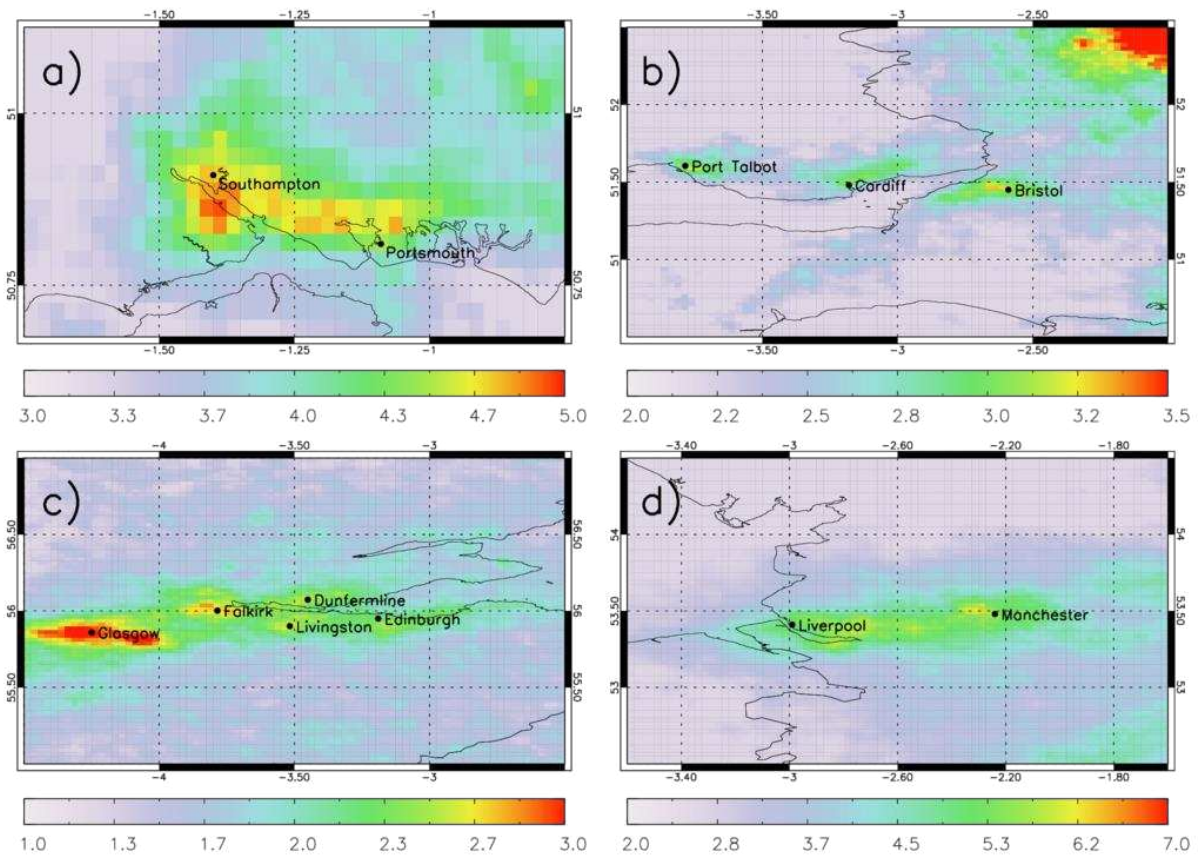 -1.50 -1.25 -1
a)
51 51
Southampton
Portsmouth
50.75 50.75
-1.50 -1.25 -1
3.0 3.3 3.7 4.0 4.3 4.7 5.0
-3.50 -3 -2.50
b)
52 52
Port Talbot
Cardiff
Bristol
51.50 51.50
51 51
-3.50 -3 -2.50
2.0 2.2 2.5 2.8 3.0 3.2 3.5
-4 -3.50 -3
c)
56.50 56.50
Dunfermline
Falkirk
Edinburgh
Livingston
Glasgow
56 56
55.50 55.50
-4 -3.50 -3
1.0 1.3 1.7 2.0 2.3 2.7 3.0
-3.40 -3 -2.60 -2.20 -1.80
d)
54 54
Manchester
Liverpool
53.50 53.50
53 53
-3.40 -3 -2.60 -2.20 -1.80
2.0 2.8 3.7 4.5 5.3 6.2 7.0